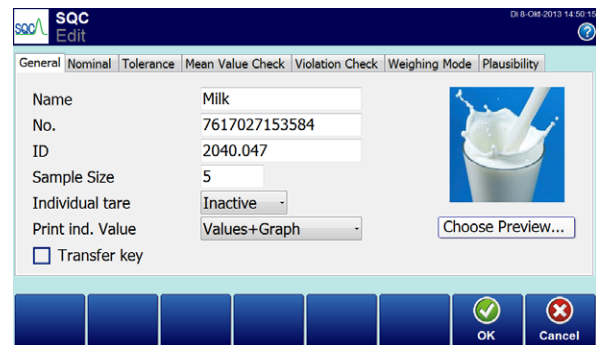 SQC
SQC
Edit
Di 8-Okt-2013 14:50:15
?
General Nominal Tolerance Mean Value Check Violation Check Weighing Mode Plausibility
Name Milk
No. 7617027153584
ID 2040.047
Sample Size 5
Individual tare Inactive
Print ind. Value Values+Graph
Choose Preview...
Transfer key
OK Cancel